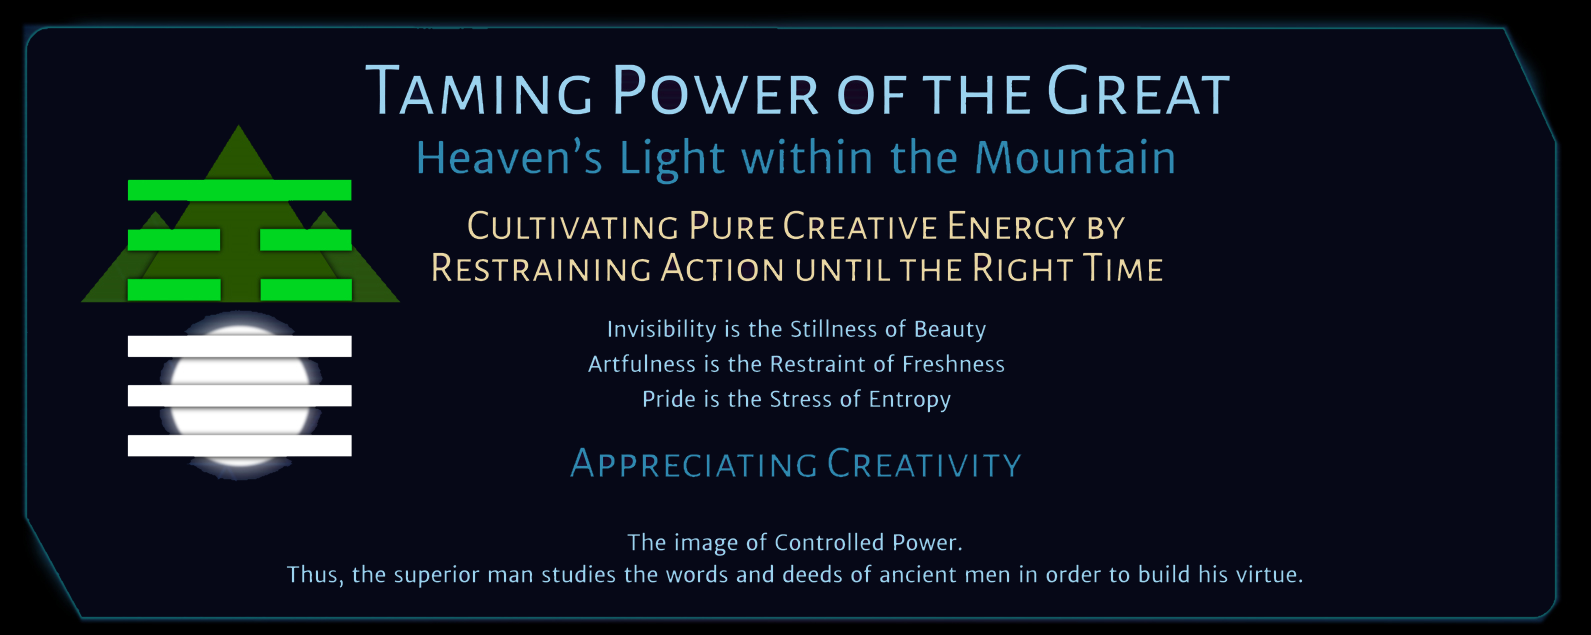 Taming Power of the Great
Heaven’s Light within the Mountain
Cultivating Pure Creative Energy by
Restraining Action until the Right Time
Invisibility is the Stillness of Beauty
Artfulness is the Restraint of Freshness
Pride is the Stress of Entropy
Appreciating Creativity
The image of Controlled Power.
Thus, the superior man studies the words and deeds of ancient men in order to build his virtue.